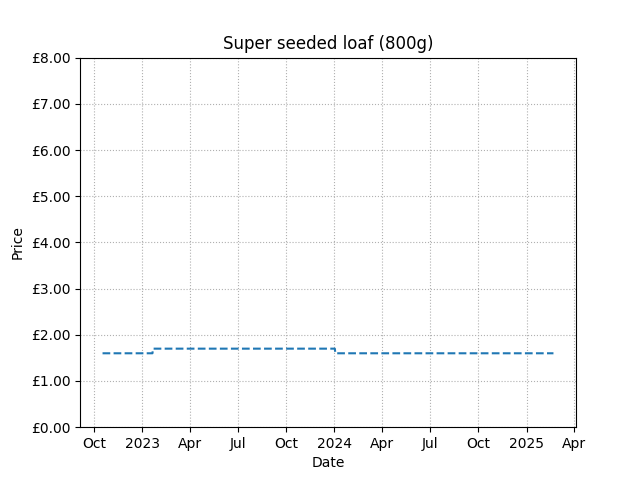 Super seeded loaf (800g)
£8.00
£7.00
£6.00
£5.00
£4.00
£3.00
£2.00
£1.00
£0.00
Price
Oct 2023 Apr Jul Oct 2024 Apr Jul Oct 2025 Apr
Date